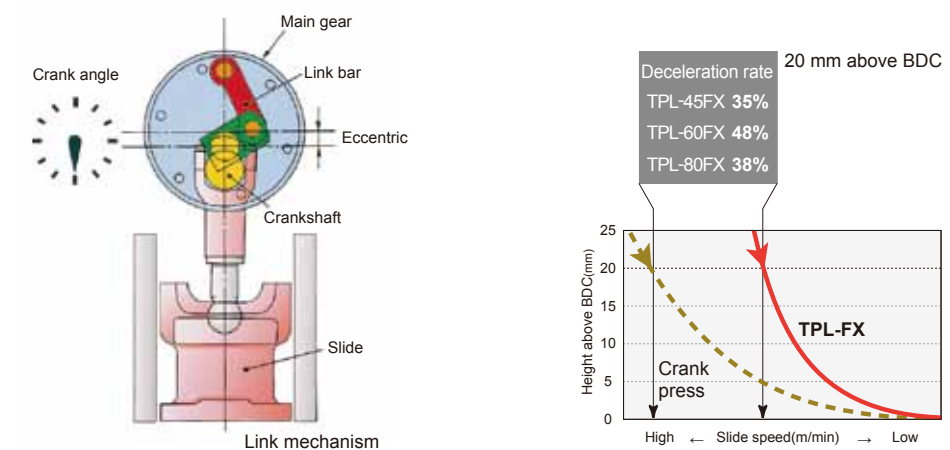 Main gear
Crank angle
Link bar
Eccentric
Crankshaft
Slide
Link mechanism
Deceleration rate
TPL-45FX 35%
TPL-60FX 48%
TPL-80FX 38%
20 mm above BDC
Height above BDC(mm)
25
20
15
10
5
0
TPL-FX
Crank
press
High ← Slide speed(m/min) → Low